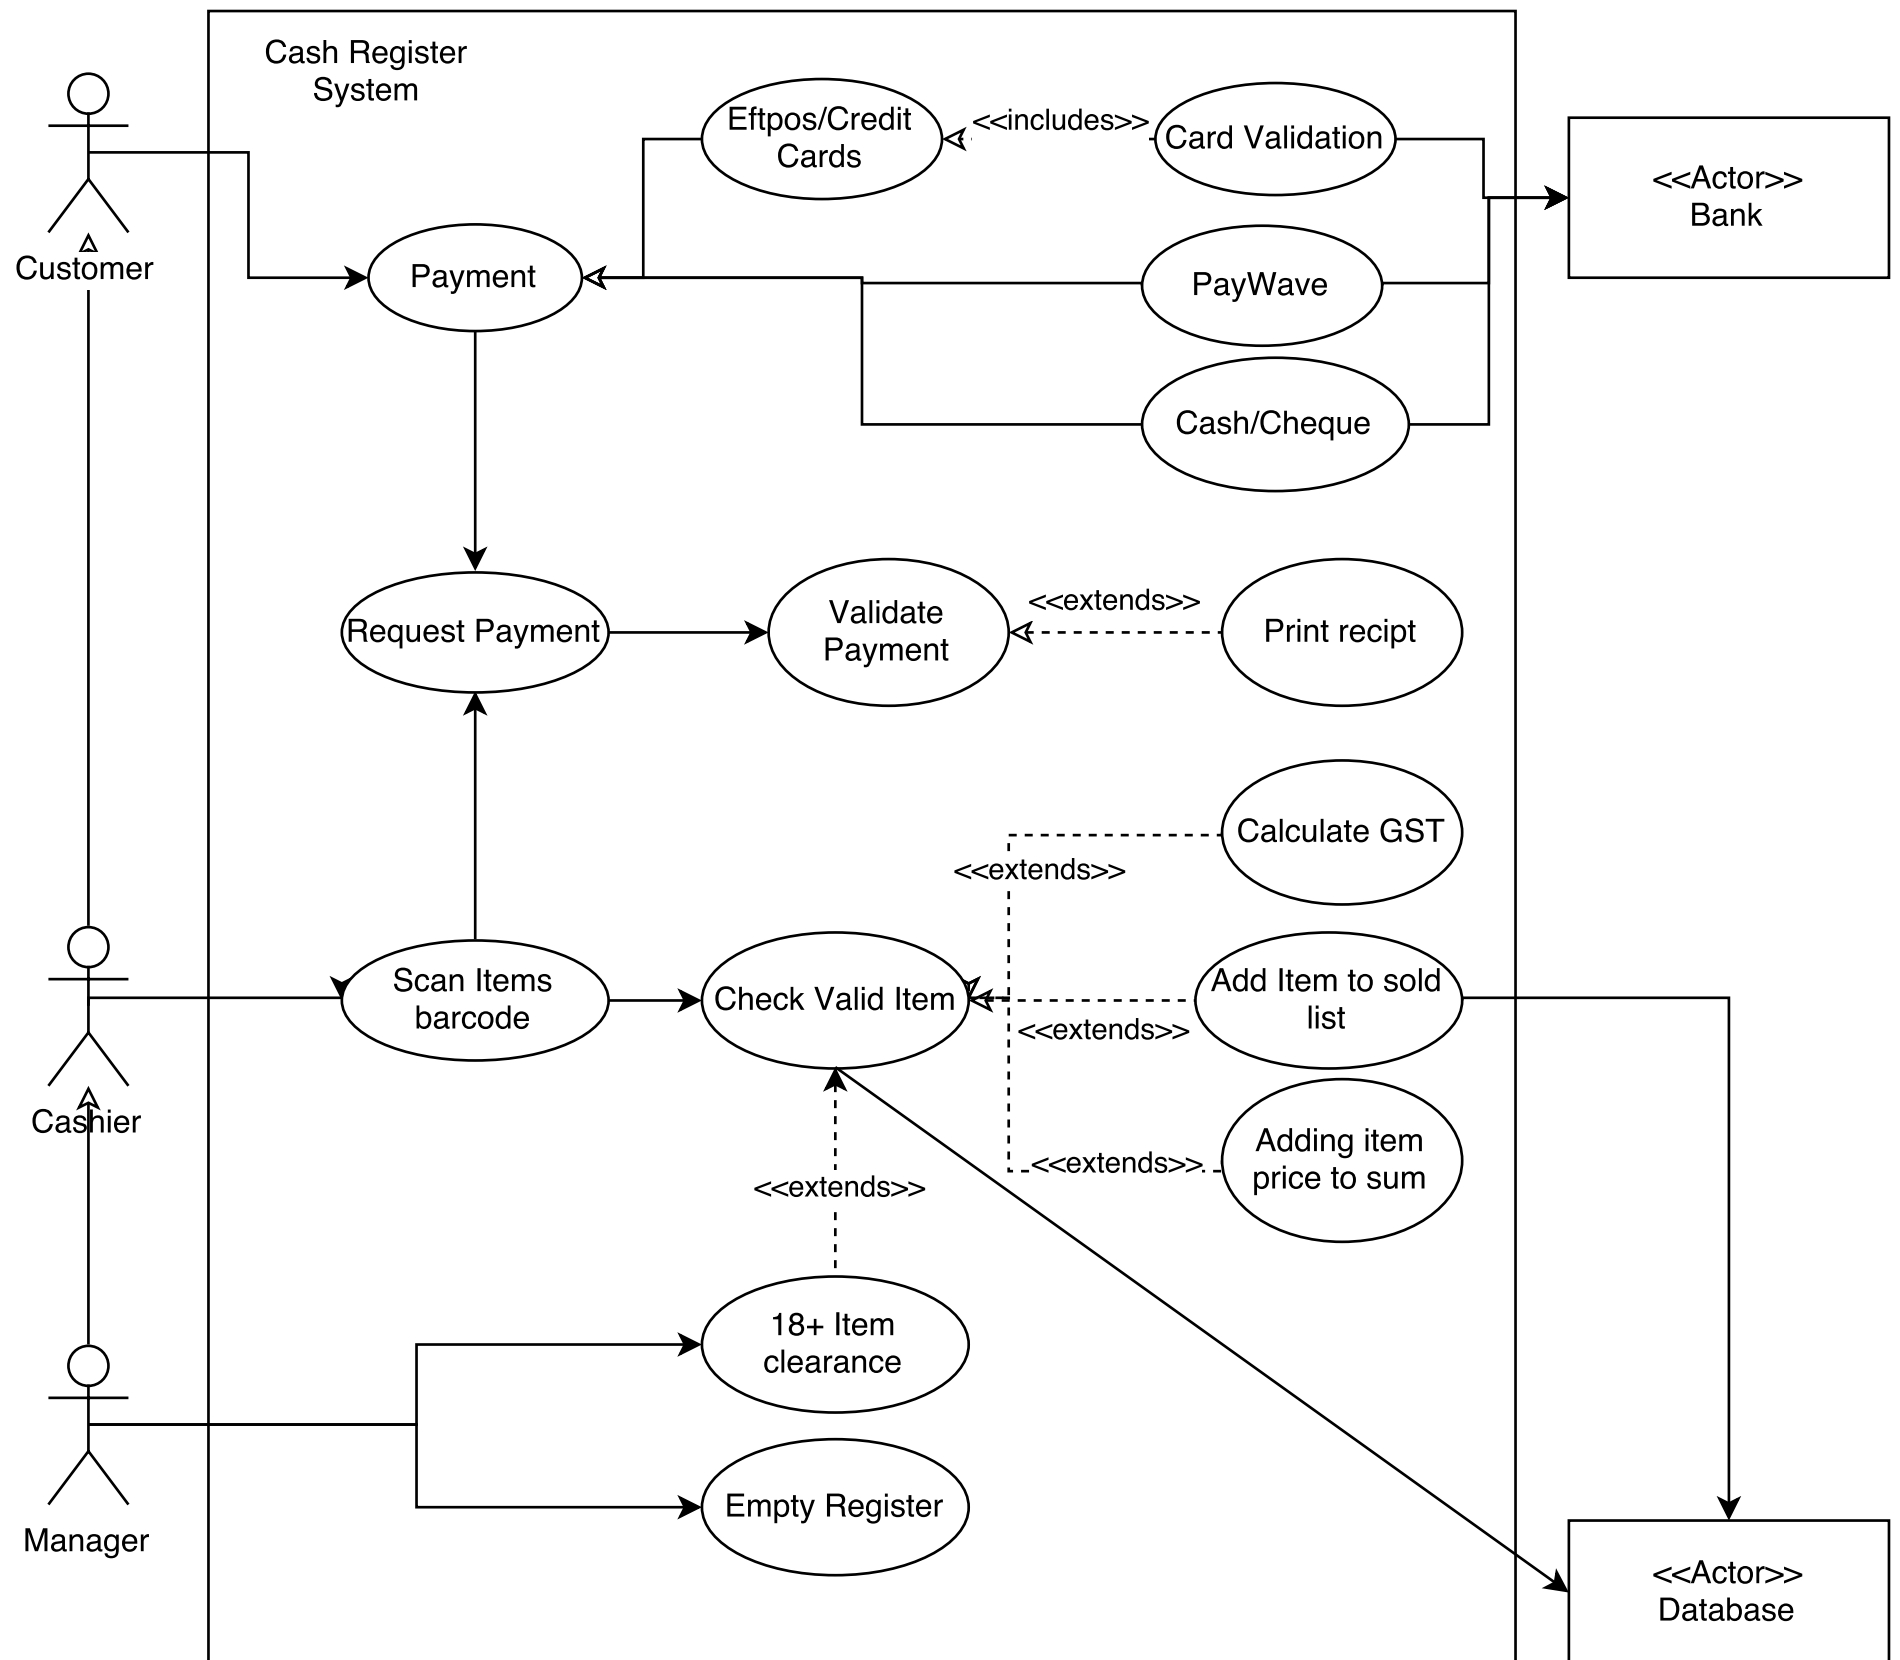 Cash Register
System
Eftpos/Credit
Cards
<<includes>>
Card Validation
<<Actor>>
Bank
Customer
Payment
PayWave
Cash/Cheque
Request Payment
Validate
Payment
<<extends>>
Print recipt
Calculate GST
<<extends>>
Scan Items
barcode
Check Valid Item
Add Item to sold
list
<<extends>>
Cashier
Adding item
price to sum
<<extends>>
<<extends>>
18+ Item
clearance
Empty Register
Manager
<<Actor>>
Database